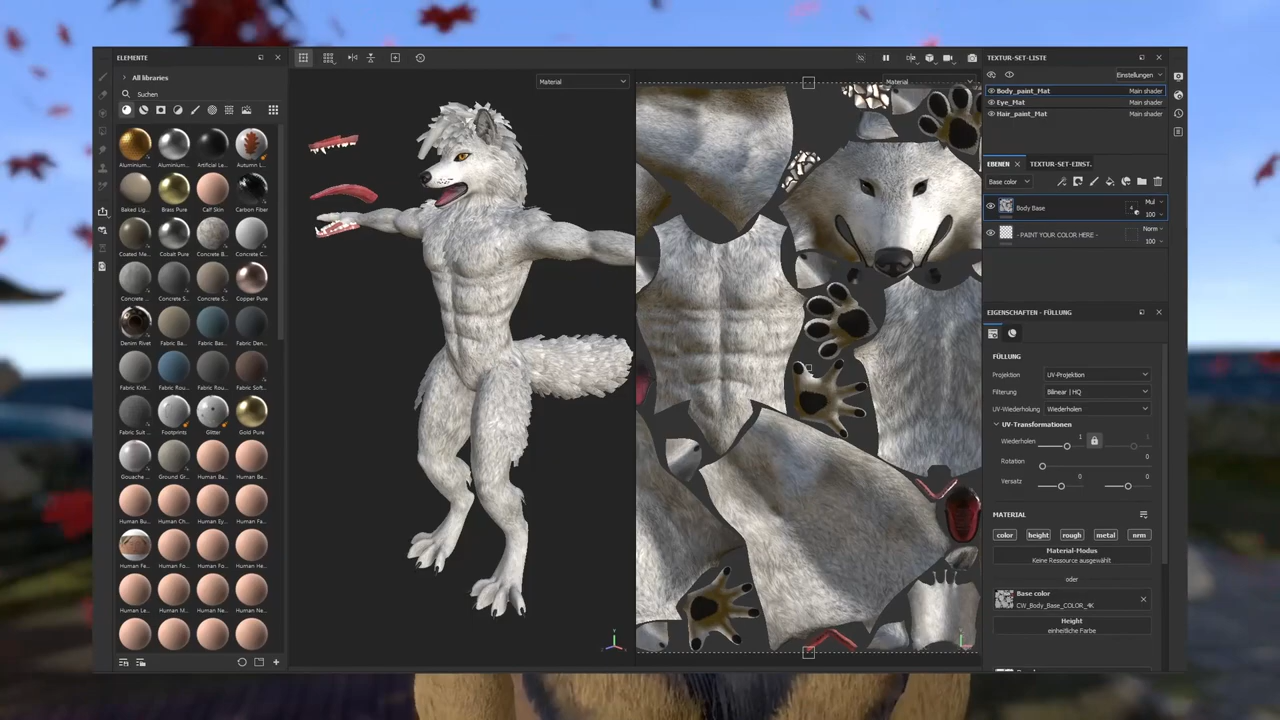 ELEMENTE
All libraries
Suchen
Aluminium... Aluminium... Artificial Le... Autumn L...
Baked Lig... Brass Pure Calf Skin Carbon Fiber
Coated Me... Cobalt Pure Concrete B... Concrete C...
Concrete ... Concrete S... Concrete S... Copper Pure
Denim Rivet Fabric Ba... Fabric Bas... Fabric Den...
Fabric Knit... Fabric Rou... Fabric Rou... Fabric Soft...
Fabric Suit ... Footprints Glitter Gold Pure
Gouache ... Ground Gr... Human Ba... Human Be...
Human Bu... Human Ch... Human Ey... Human Fa...
Human Fe... Human Fo... Human Fo... Human He...
Human Le... Human Mo... Human Ne... Human Ne...
Material
Material
TEXTUR-SET-LISTE
Einstellungen
Body_paint_Mat Main shader
Eye_Mat Main shader
Hair_paint_Mat Main shader
EBENEN TEXTUR-SET-EINST.
Base color
Body Base 4 Mul 100
- PAINT YOUR COLOR HERE - Norm 100
EIGENSCHAFTEN - FÜLLUNG
FÜLLUNG
Projektion UV-Projektion
Filterung Bilinear | HQ
UV-Wiederholung Wiederholen
UV-Transformationen
Wiederholen 1 1
Rotation 0
Versatz 0 0
MATERIAL
color height rough metal nrm
Material-Modus
Keine Ressource ausgewählt
oder
Base color
CW_Body_Base_COLOR_4K
Height
einheitliche Farbe